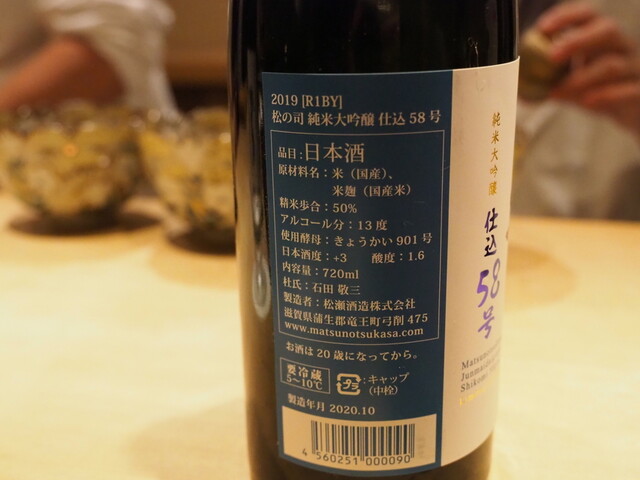 2019 [R1BY]
松の司 純米大吟醸 仕込 58 号
品目：日本酒
原材料名：米（国産）、
米麹（国産米）
精米歩合：50%
アルコール分：13 度
使用酵母：きょうかい 901 号
日本酒度：+3 酸度：1.6
内容量：720ml
杜氏：石田 敬三
製造者：松瀬酒造株式会社
滋賀県蒲生郡竜王町弓削 475
www.matsunotsukasa.com
お酒は 20 歳になってから。
要冷蔵
5～10℃
プラ
：キャップ
（中栓）
製造年月 2020.10
4 560251 000090
純米大吟醸
仕込
58
号